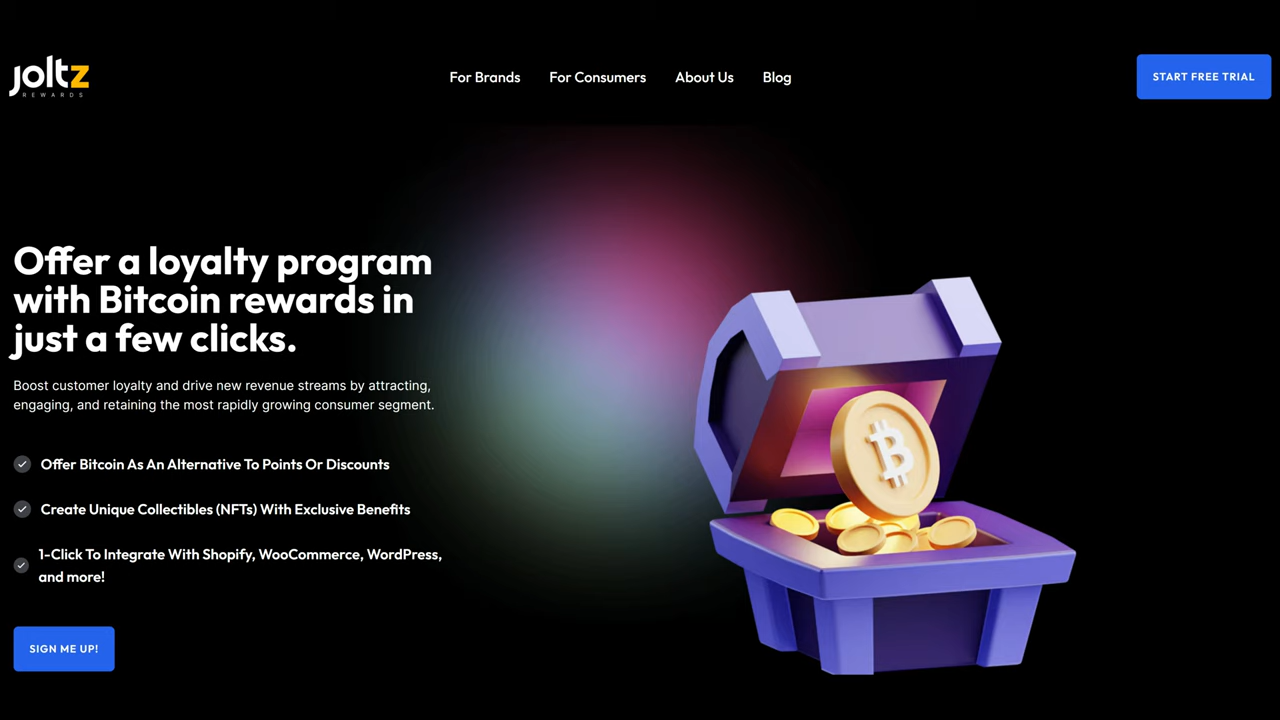 joltz
REWARDS
For Brands
For Consumers
About Us
Blog
START FREE TRIAL
Offer a loyalty program
with Bitcoin rewards in
just a few clicks.
Boost customer loyalty and drive new revenue streams by attracting,
engaging, and retaining the most rapidly growing consumer segment.
Offer Bitcoin As An Alternative To Points Or Discounts
Create Unique Collectibles (NFTs) With Exclusive Benefits
1-Click To Integrate With Shopify, WooCommerce, WordPress,
and more!
SIGN ME UP!